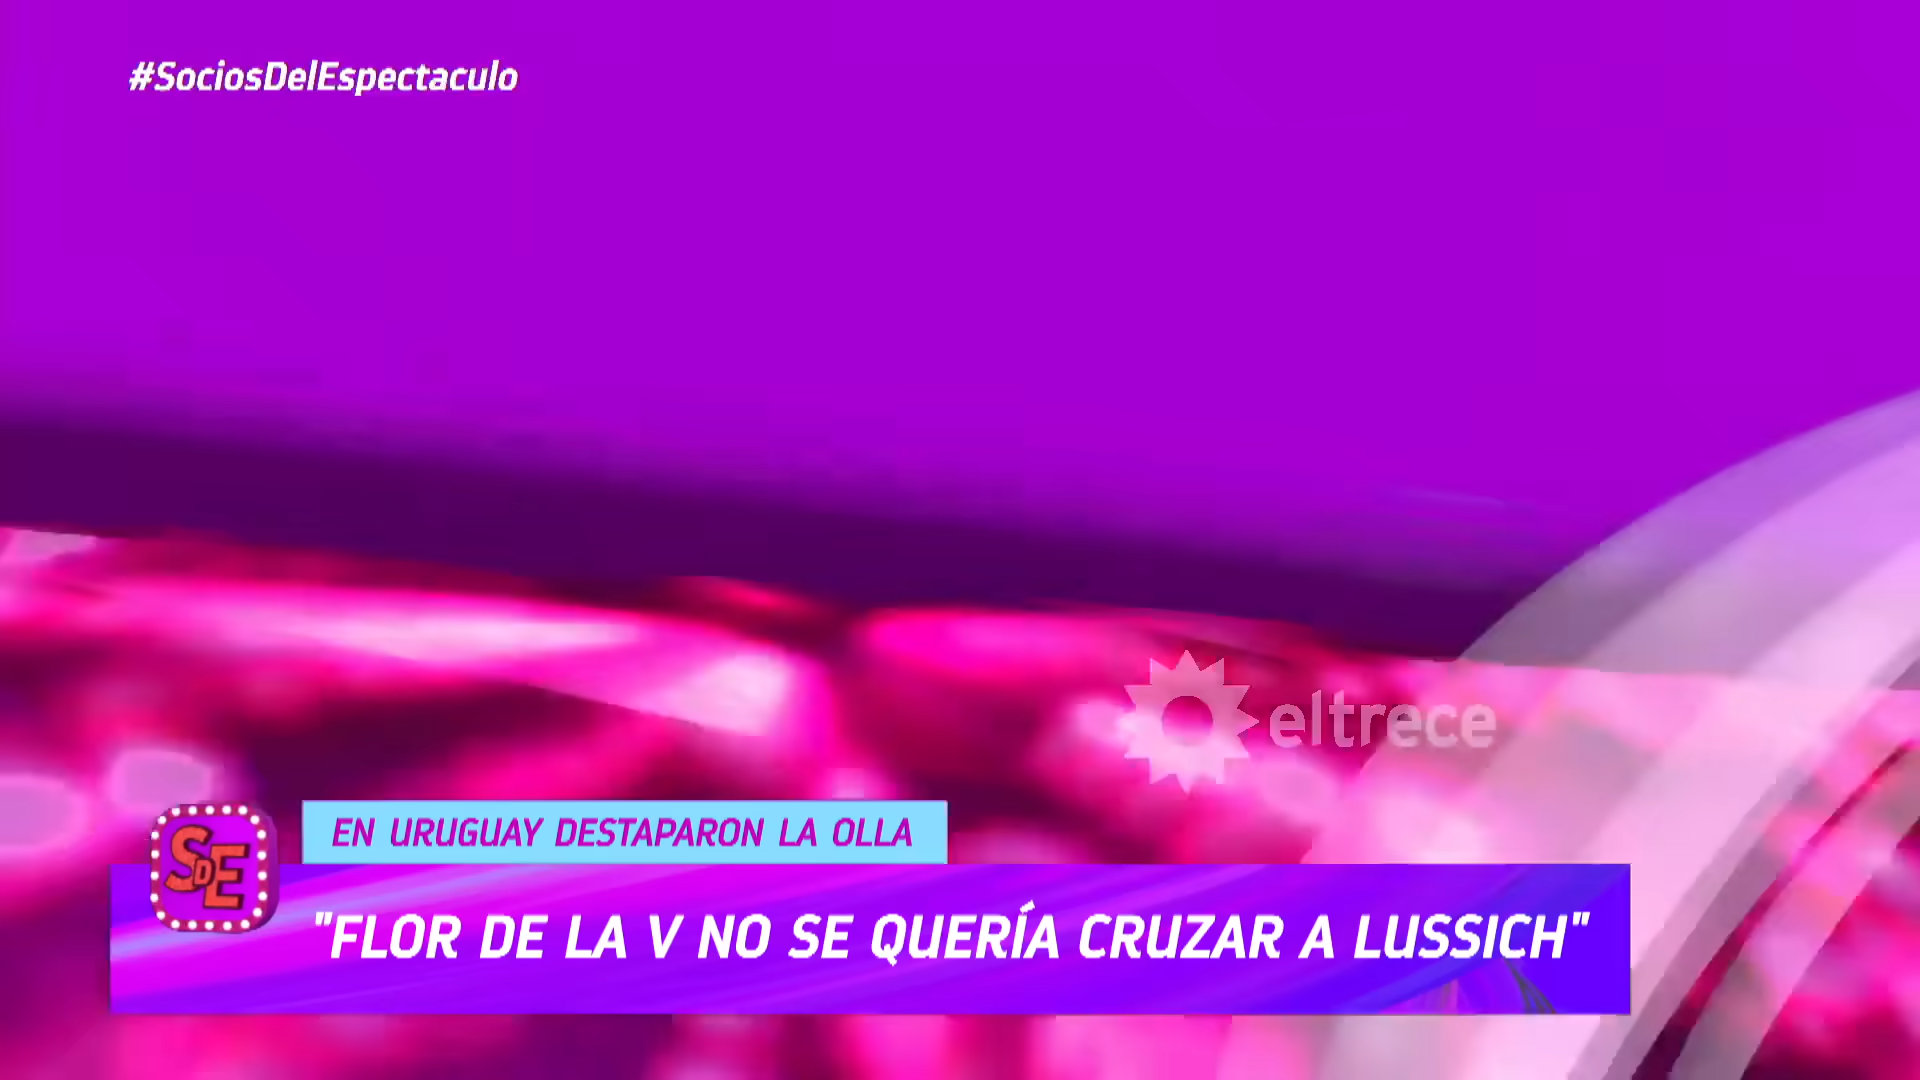 #SociosDelEspectaculo
eltrece
EN URUGUAY DESTAPARON LA OLLA
SDE
"FLOR DE LA V NO SE QUERÍA CRUZAR A LUSSICH"